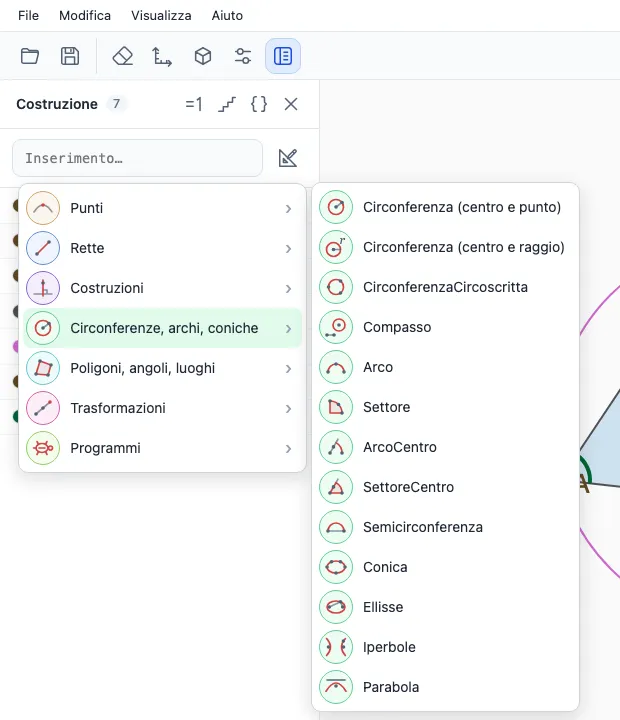 File Modifica Visualizza Aiuto
Costruzione 7 =1 { }
Inserimento…
Punti
Rette
Costruzioni
Circonferenze, archi, coniche
Poligoni, angoli, luoghi
Trasformazioni
Programmi
Circonferenza (centro e punto)
r
Circonferenza (centro e raggio)
CirconferenzaCircoscritta
Compasso
Arco
Settore
ArcoCentro
SettoreCentro
Semicirconferenza
Conica
Ellisse
Iperbole
Parabola
A